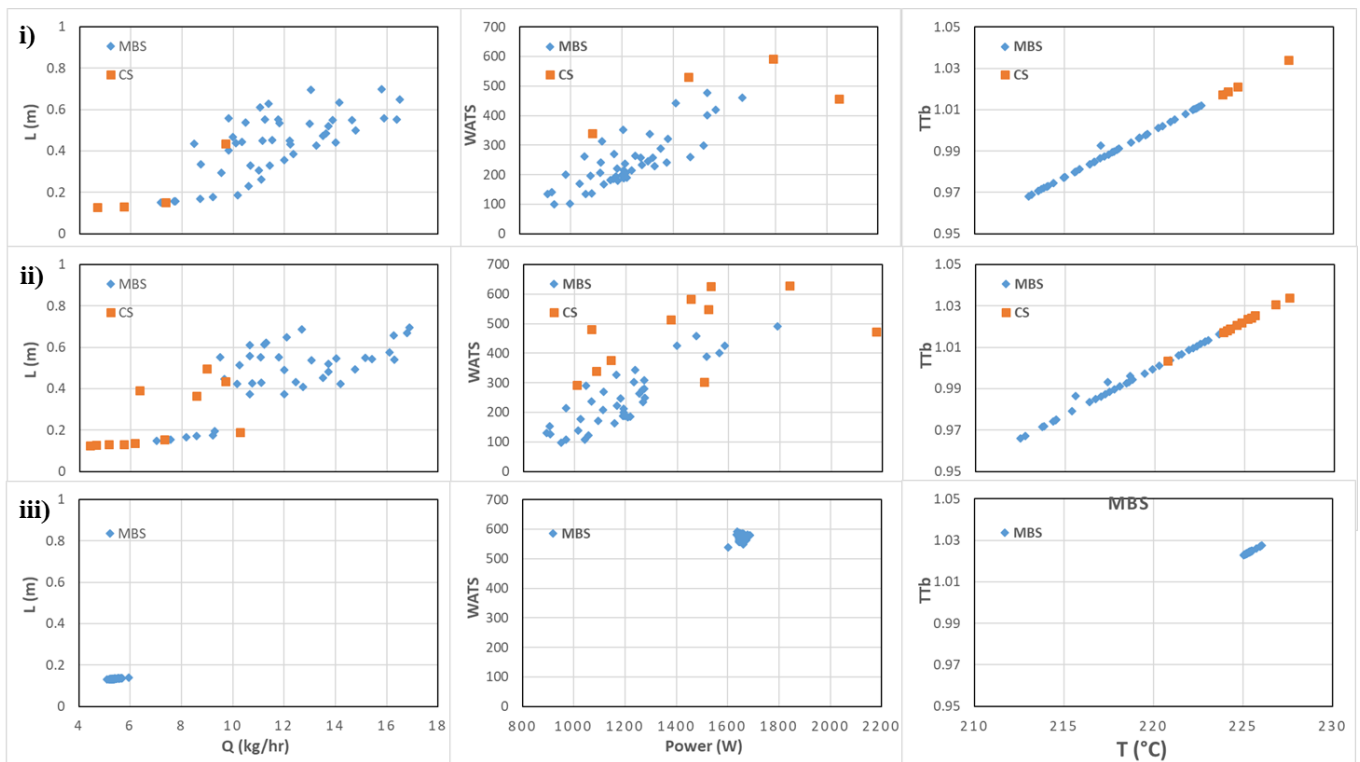 i)
L (m)
1
0.8
0.6
0.4
0.2
0
MBS
CS
WATS
700
600
500
400
300
200
100
0
MBS
CS
TTb
1.05
1.03
1.01
0.99
0.97
0.95
MBS
CS
ii)
L (m)
1
0.8
0.6
0.4
0.2
0
MBS
CS
WATS
700
600
500
400
300
200
100
0
MBS
CS
TTb
1.05
1.03
1.01
0.99
0.97
0.95
MBS
CS
iii)
L (m)
1
0.8
0.6
0.4
0.2
0
MBS
4 6 8 10 12 14 16 18
Q (kg/hr)
WATS
700
600
500
400
300
200
100
0
MBS
800 1000 1200 1400 1600 1800 2000 2200
Power (W)
MBS
TTb
1.05
1.03
1.01
0.99
0.97
0.95
MBS
210 215 220 225 230
T (°C)